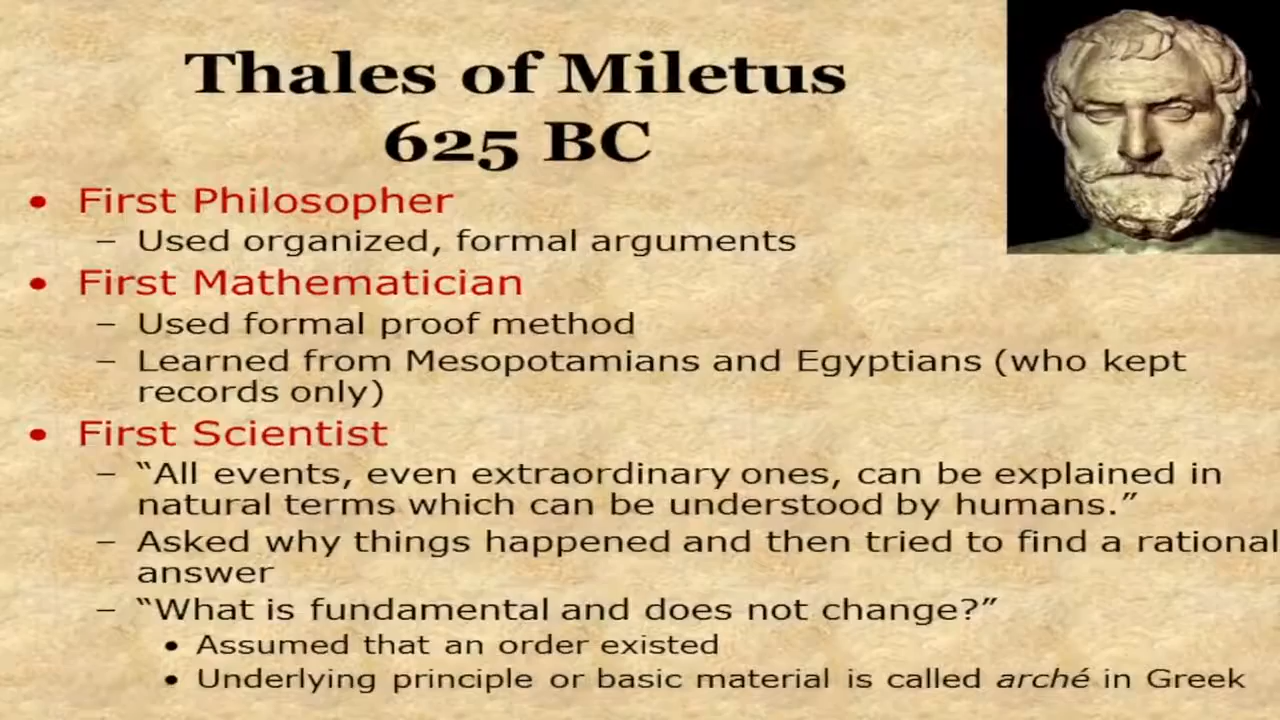 Thales of Miletus
625 BC
• First Philosopher
– Used organized, formal arguments
• First Mathematician
– Used formal proof method
– Learned from Mesopotamians and Egyptians (who kept
records only)
• First Scientist
– “All events, even extraordinary ones, can be explained in
natural terms which can be understood by humans.”
– Asked why things happened and then tried to find a rational
answer
– “What is fundamental and does not change?”
• Assumed that an order existed
• Underlying principle or basic material is called arché in Greek